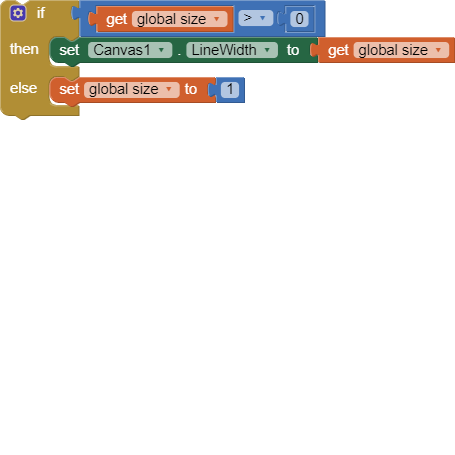 if get global size > 0
then set Canvas1 . LineWidth to get global size
else set global size to 1